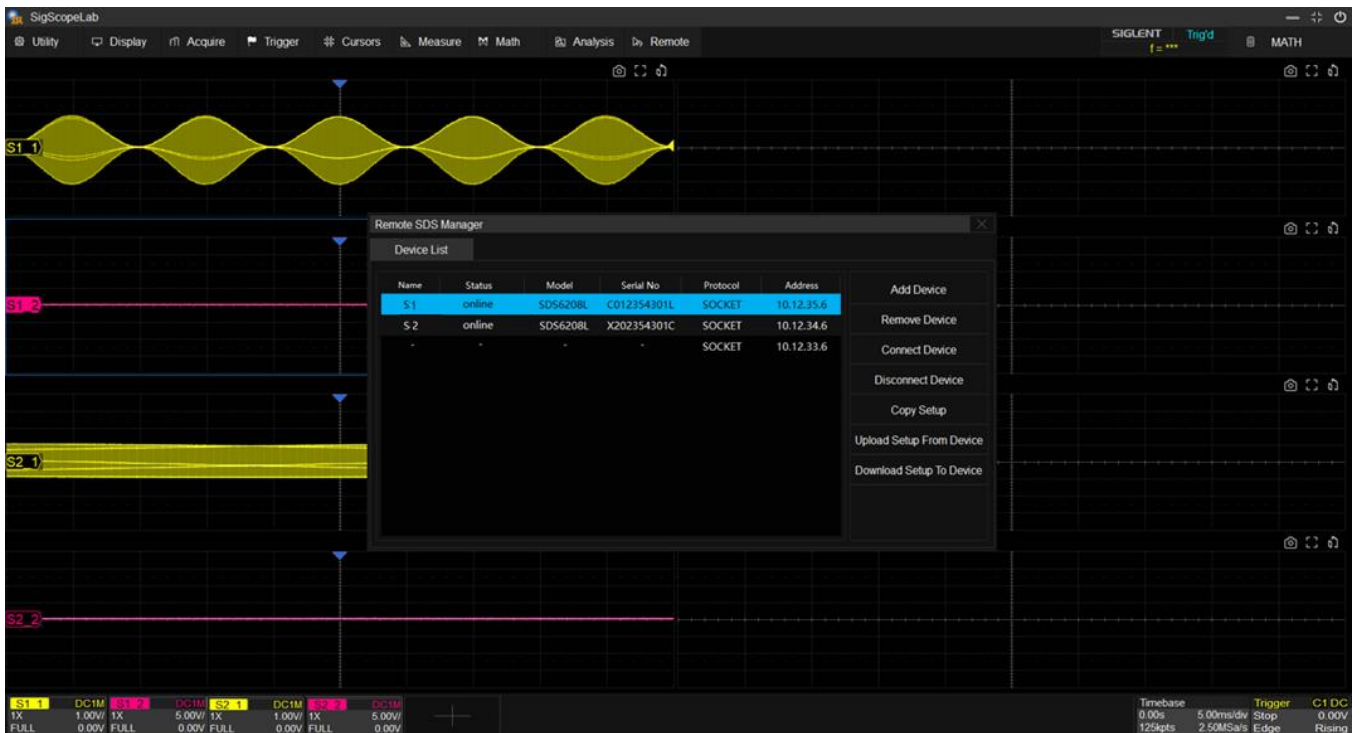 SigScopeLab
Utility Display Acquire Trigger Cursors Measure Math Analysis Remote
SIGLENT Trig'd
f = ***
MATH
S1_1
Remote SDS Manager
Device List
Name Status Model Serial No Protocol Address
S 1 online SDS6208L C012354301L SOCKET 10.12.35.6
S 2 online SDS6208L X202354301C SOCKET 10.12.34.6
- - - - SOCKET 10.12.33.6
Add Device
Remove Device
Connect Device
Disconnect Device
Copy Setup
Upload Setup From Device
Download Setup To Device
S1_2
S2_1
S2_2
S1_1 DC1M S1_2 DC1M S2_1 DC1M S2_2 DC1M
1X 1.00V/ 1X 5.00V/ 1X 1.00V/ 1X 5.00V/
FULL 0.00V FULL 0.00V FULL 0.00V FULL 0.00V
Timebase Trigger C1 DC
0.00s 5.00ms/div Stop 0.00V
125kpts 2.50MSa/s Edge Rising